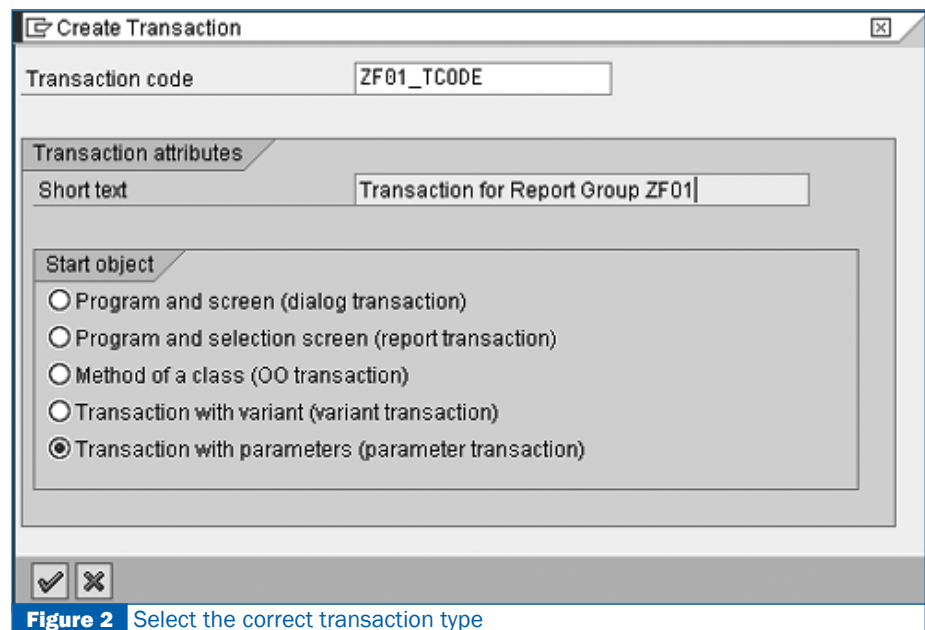 Create Transaction
Transaction code ZF01_TCODE
Transaction attributes
Short text Transaction for Report Group ZF01
Start object
Program and screen (dialog transaction)
Program and selection screen (report transaction)
Method of a class (OO transaction)
Transaction with variant (variant transaction)
Transaction with parameters (parameter transaction)
Figure 2 Select the correct transaction type